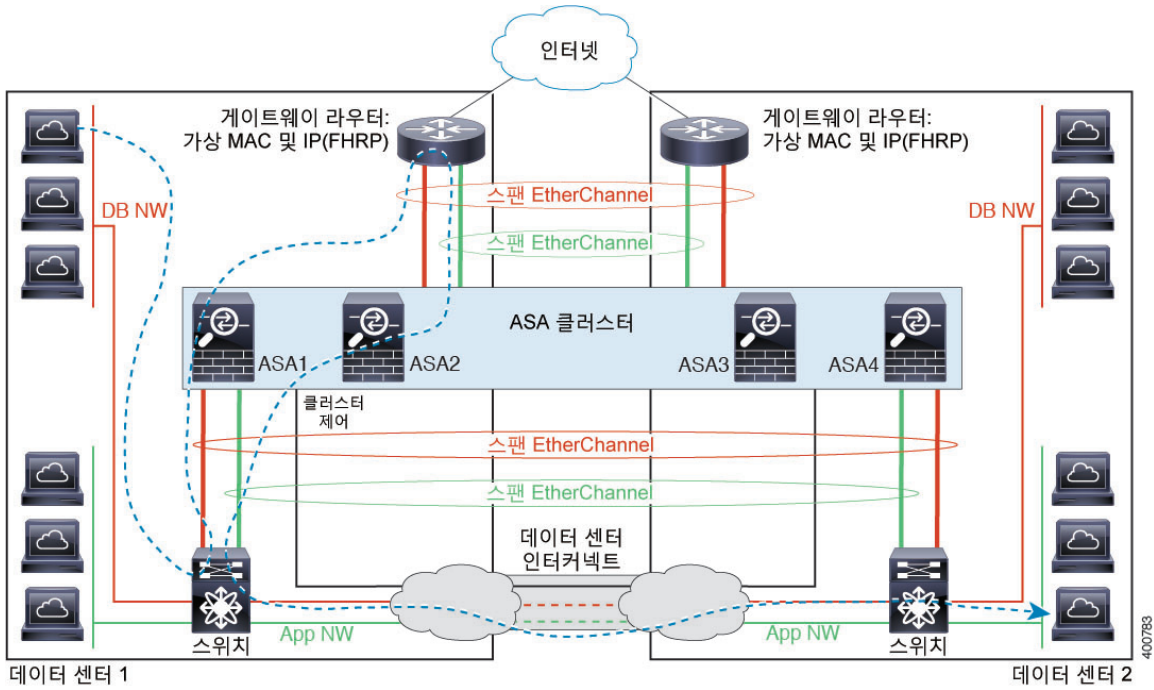 인터넷
게이트웨이 라우터:
가상 MAC 및 IP(FHRP)
게이트웨이 라우터:
가상 MAC 및 IP(FHRP)
스팬 EtherChannel
DB NW
DB NW
스팬 EtherChannel
ASA 클러스터
ASA1
ASA2
ASA3
ASA4
클러스터
제어
스팬 EtherChannel
스팬 EtherChannel
데이터 센터
인터커넥트
App NW
App NW
스위치
스위치
데이터 센터 1
데이터 센터 2
400783